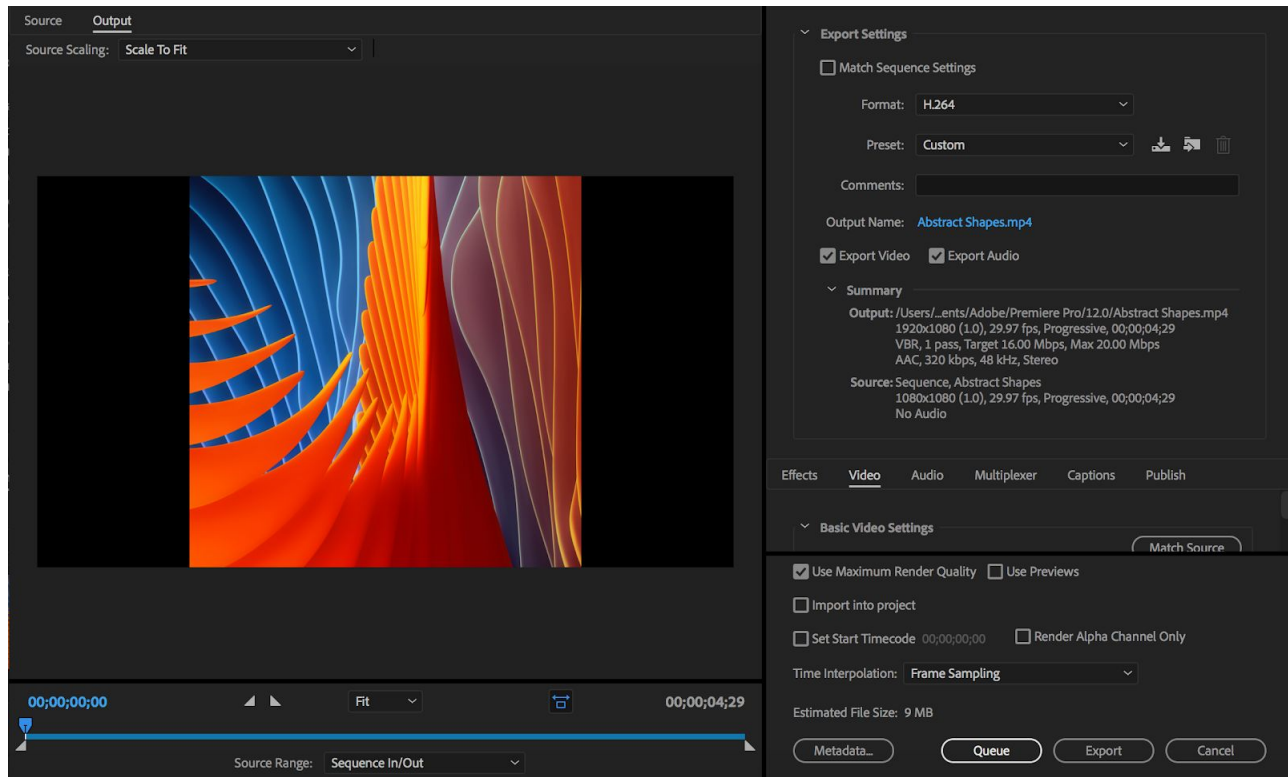 Source Output
Source Scaling: Scale To Fit
00;00;00;00 Fit 00;00;04;29
Source Range: Sequence In/Out
Export Settings
Match Sequence Settings
Format: H.264
Preset: Custom
Comments:
Output Name: Abstract Shapes.mp4
Export Video Export Audio
Summary
Output: /Users/...ents/Adobe/Premiere Pro/12.0/Abstract Shapes.mp4
1920x1080 (1.0), 29.97 fps, Progressive, 00;00;04;29
VBR, 1 pass, Target 16.00 Mbps, Max 20.00 Mbps
AAC, 320 kbps, 48 kHz, Stereo
Source: Sequence, Abstract Shapes
1080x1080 (1.0), 29.97 fps, Progressive, 00;00;04;29
No Audio
Effects Video Audio Multiplexer Captions Publish
Basic Video Settings
Match Source
Use Maximum Render Quality Use Previews
Import into project
Set Start Timecode 00;00;00;00 Render Alpha Channel Only
Time Interpolation: Frame Sampling
Estimated File Size: 9 MB
Metadata... Queue Export Cancel